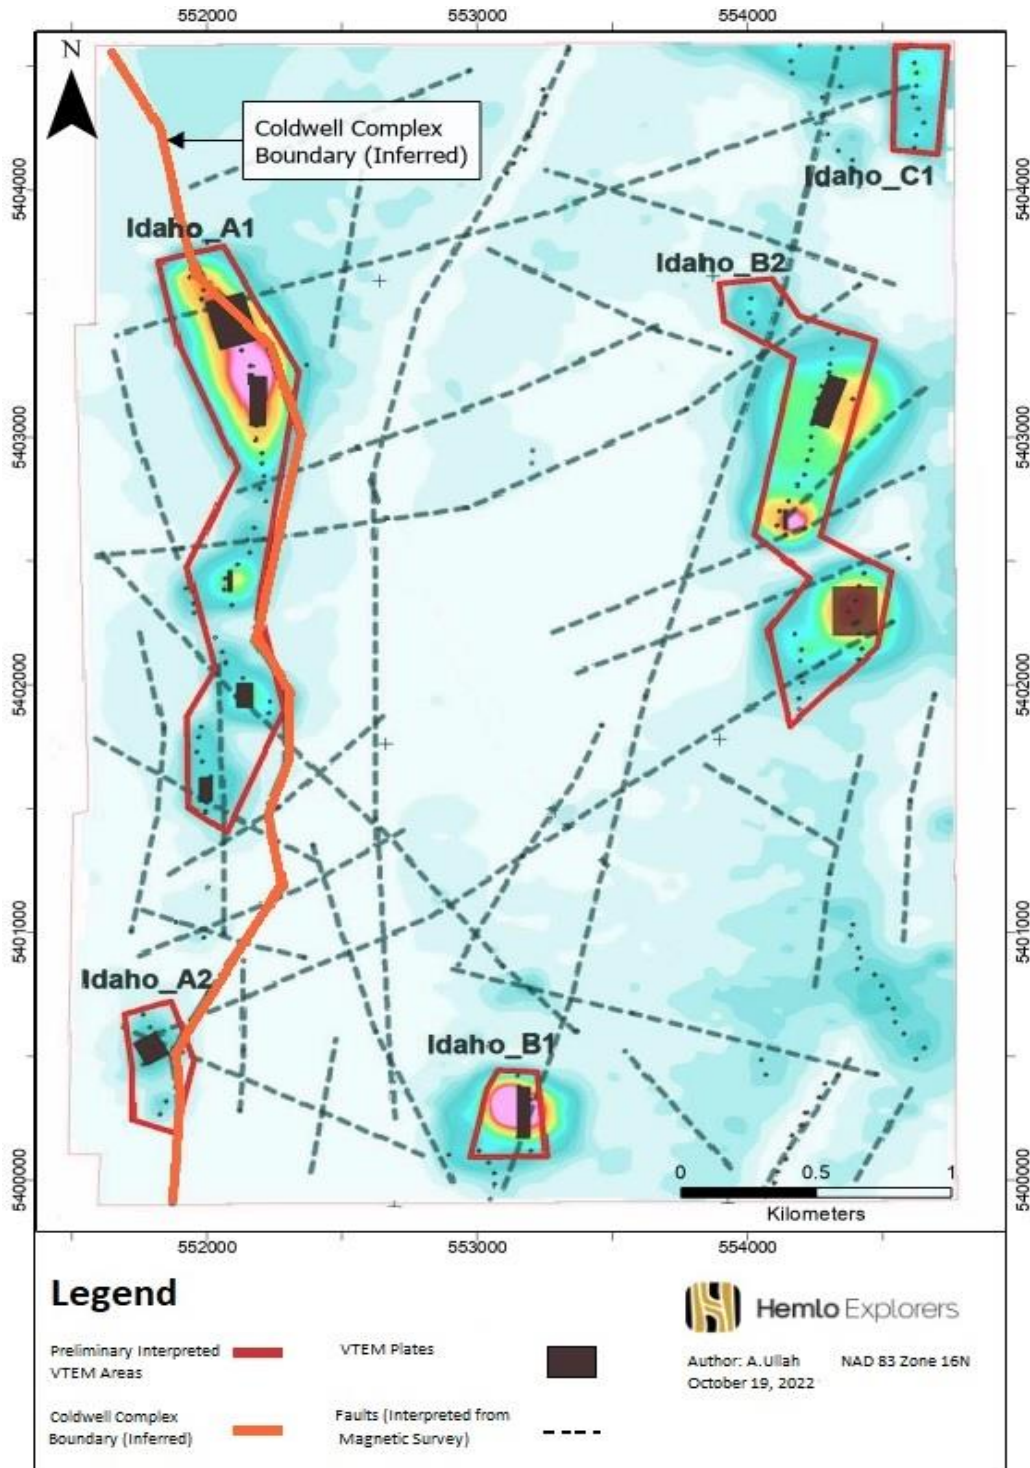 552000
553000
554000
N
Coldwell Complex
Boundary (Inferred)
5404000
5404000
Idaho_C1
Idaho_A1
Idaho_B2
5403000
5403000
5402000
5402000
5401000
5401000
Idaho_A2
Idaho_B1
0
0.5
1
5400000
5400000
Kilometers
552000
553000
554000
Legend
Hemlo Explorers
Preliminary Interpreted
VTEM Areas
VTEM Plates
Author: A.Ullah
NAD 83 Zone 16N
October 19, 2022
Coldwell Complex
Boundary (Inferred)
Faults (Interpreted from
Magnetic Survey)